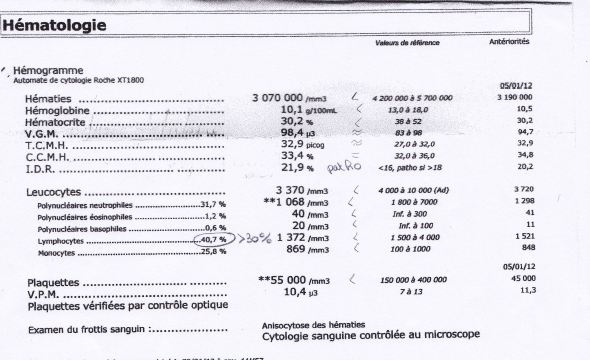 Hématologie
Valeurs de référence Antériorités
Hémogramme
Automate de cytologie Roche XT1800
05/01/12
Hématies ........ 3 070 000 /mm3 < 4 200 000 à 5 700 000 3 190 000
Hémoglobine ........ 10,1 g/100mL < 13,0 à 18,0 10,5
Hématocrite ........ 30,2 % < 38 à 52 30,2
V.G.M. ........ 98,4 µ3 ≈ 83 à 98 94,7
T.C.M.H. ........ 32,9 picog ≈ 27,0 à 32,0 32,9
C.C.M.H. ........ 33,4 % = 32,0 à 36,0 34,8
I.D.R. ........ 21,9 % patho <16, patho si >18 20,2
Leucocytes ........ 3 370 /mm3 < 4 000 à 10 000 (Ad) 3 720
Polynucléaires neutrophiles ........31,7 % **1 068 /mm3 < 1 800 à 7000 1 298
Polynucléaires éosinophiles ........1,2 % 40 /mm3 < Inf. à 300 41
Polynucléaires basophiles ........0,6 % 20 /mm3 < Inf. à 100 11
Lymphocytes ........40,7 % >30% 1 372 /mm3 < 1 500 à 4 000 1 521
Monocytes ........25,8 % 869 /mm3 < 100 à 1000 848
05/01/12
Plaquettes ........ **55 000 /mm3 < 150 000 à 400 000 45 000
V.P.M. ........ 10,4 µ3 7 à 13 11,3
Plaquettes vérifiées par contrôle optique
Examen du frottis sanguin :........ Anisocytose des hématies
Cytologie sanguine contrôlée au microscope